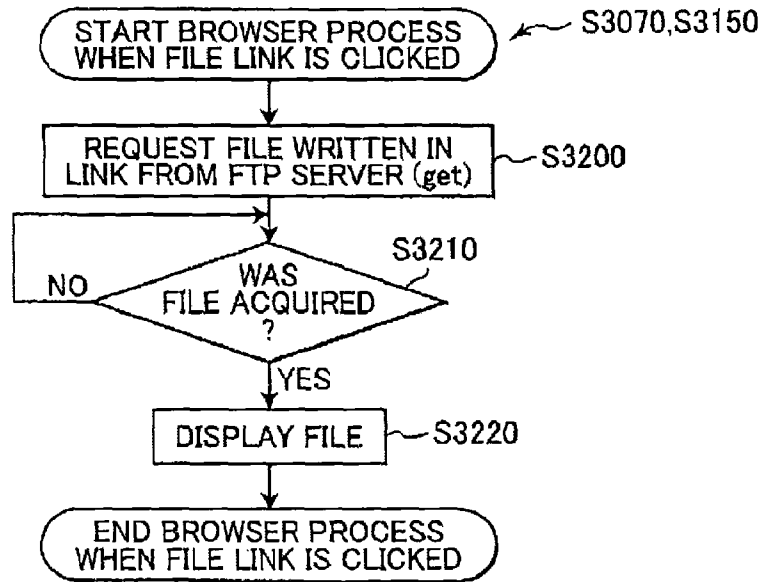 START BROWSER PROCESS
WHEN FILE LINK IS CLICKED
S3070,S3150
REQUEST FILE WRITTEN IN
LINK FROM FTP SERVER (get)
S3200
S3210
WAS
FILE ACQUIRED
?
NO
YES
DISPLAY FILE
S3220
END BROWSER PROCESS
WHEN FILE LINK IS CLICKED